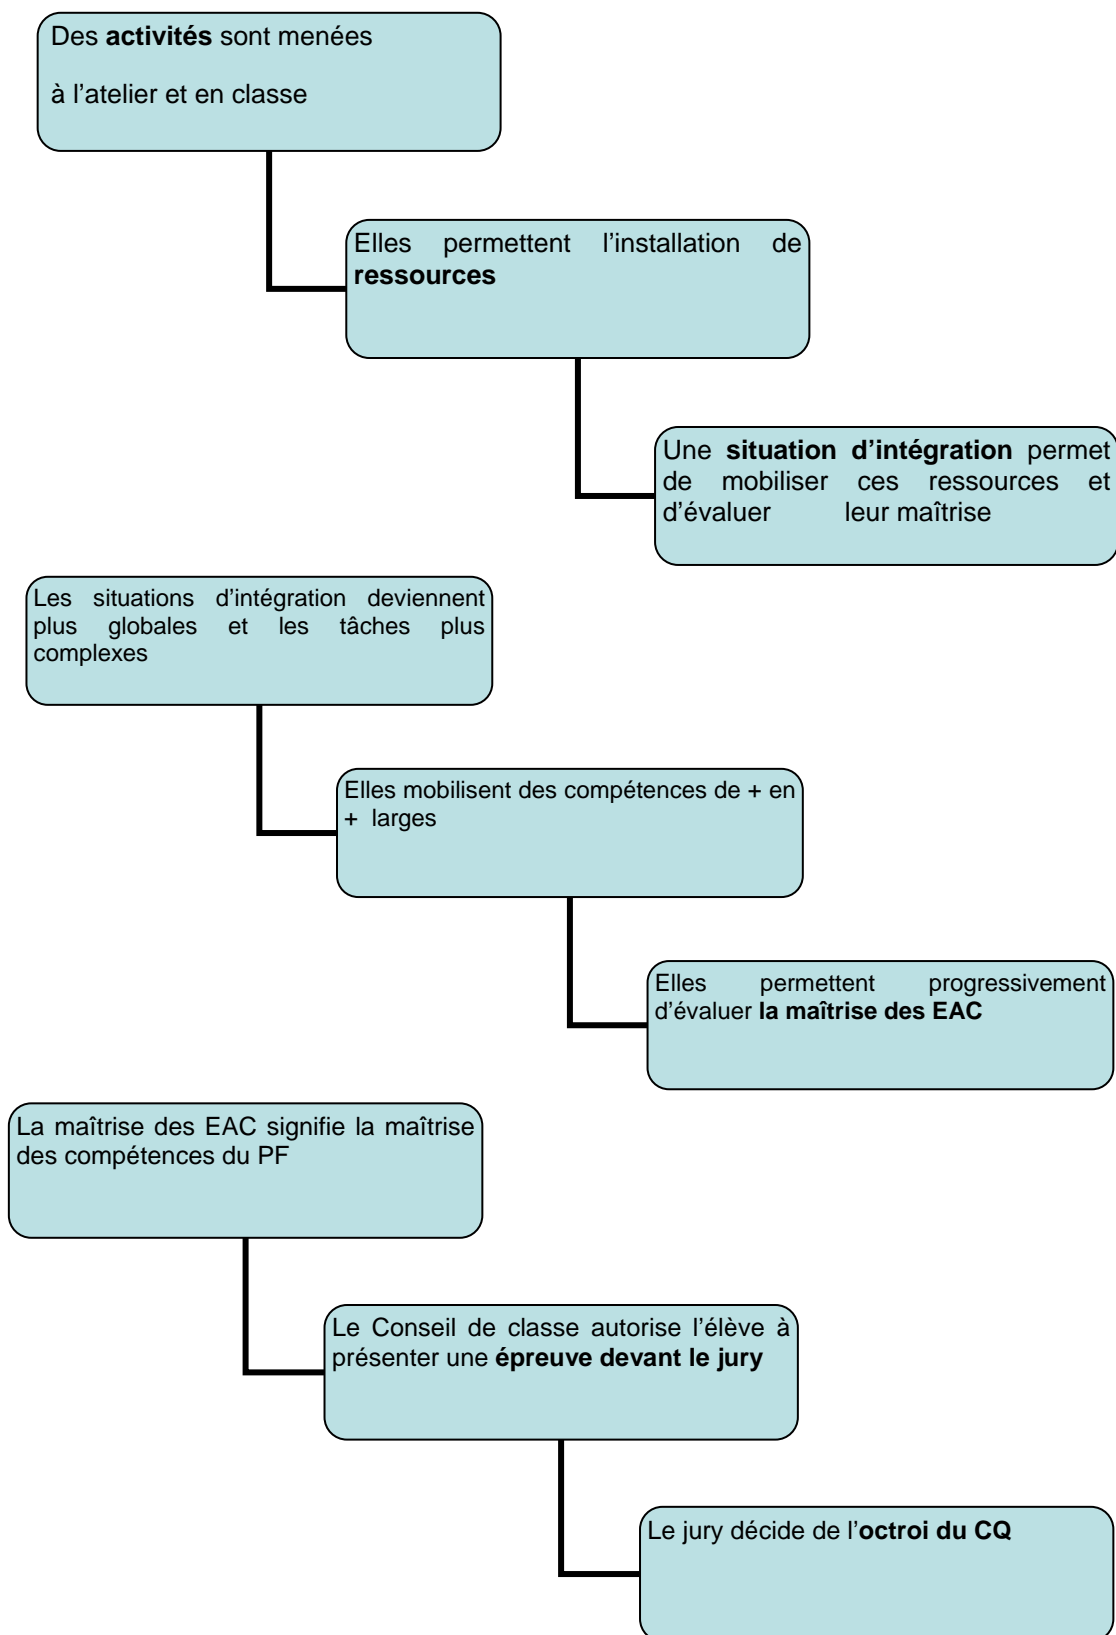 Des activités sont menées
à l’atelier et en classe
Elles permettent l’installation de
ressources
Une situation d’intégration permet
de mobiliser ces ressources et
d’évaluer leur maîtrise
Les situations d’intégration deviennent
plus globales et les tâches plus
complexes
Elles mobilisent des compétences de + en
+ larges
Elles permettent progressivement
d’évaluer la maîtrise des EAC
La maîtrise des EAC signifie la maîtrise
des compétences du PF
Le Conseil de classe autorise l’élève à
présenter une épreuve devant le jury
Le jury décide de l’octroi du CQ